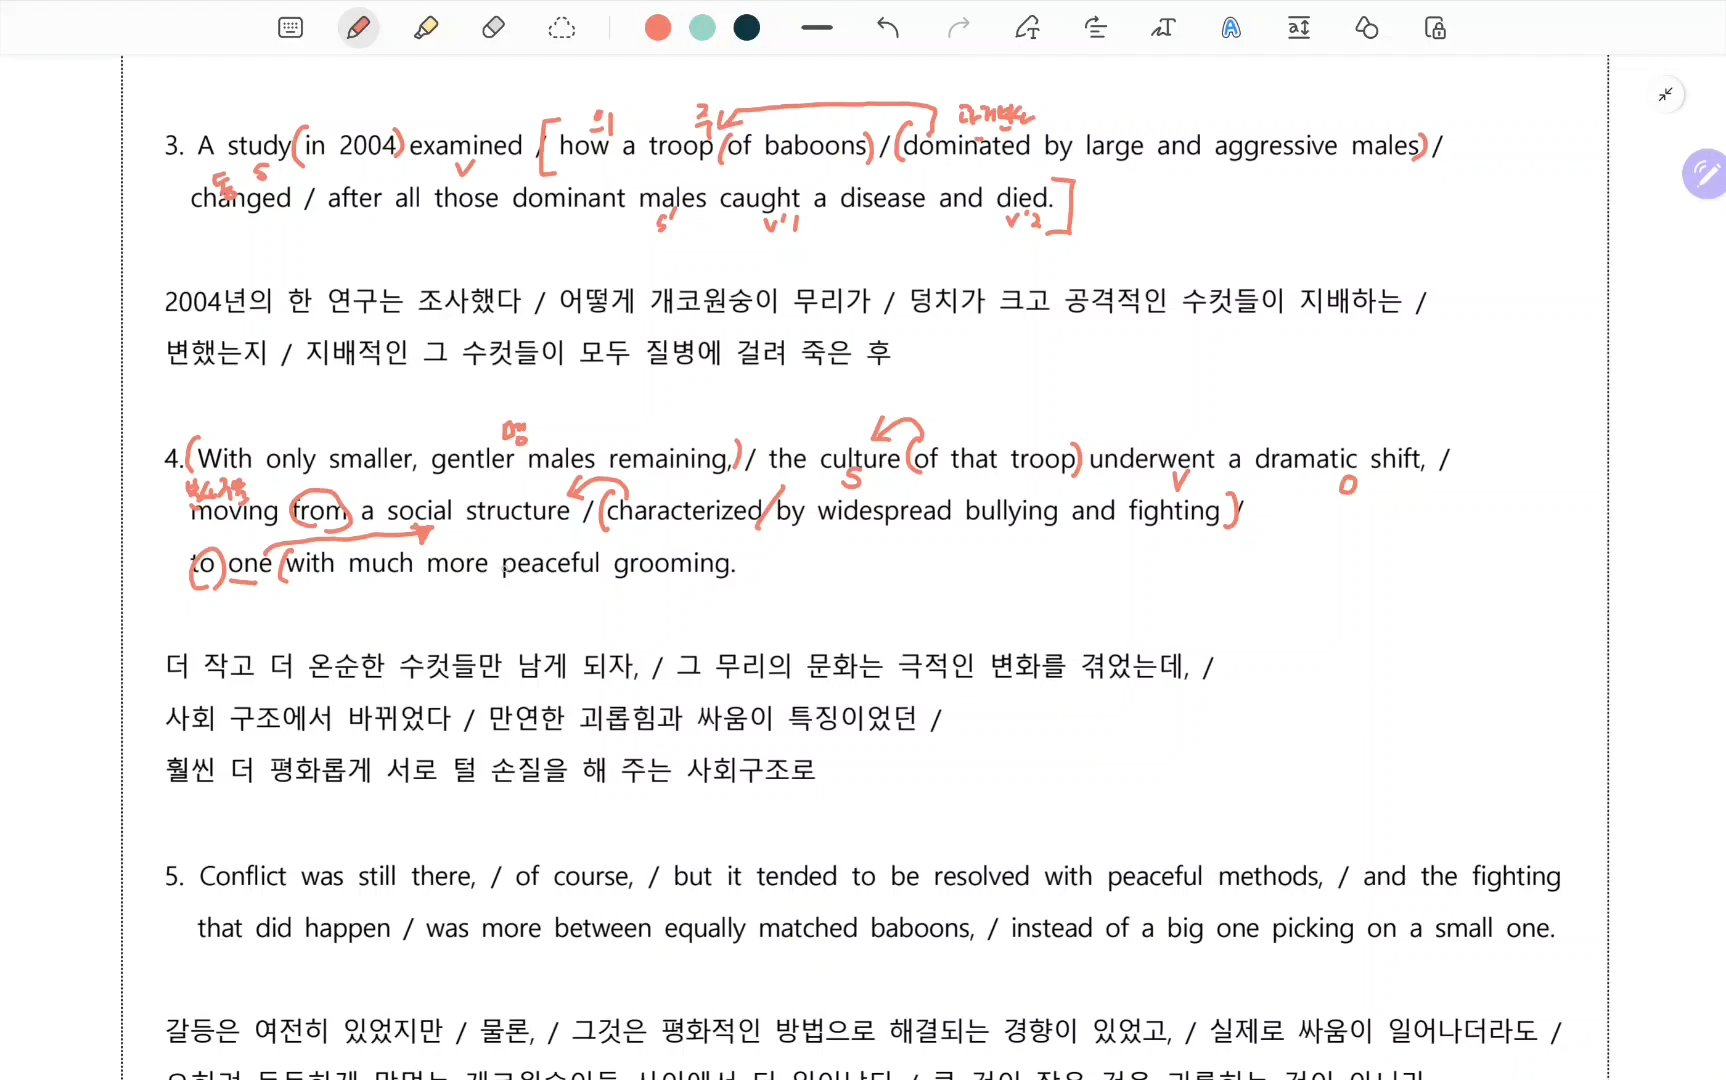 의 주 과거분사
3. A study (in 2004) examined / [how a troop (of baboons) / (dominated by large and aggressive males) /
S V
동
changed / after all those dominant males caught a disease and died.]
S' V'1 V'2
2004년의 한 연구는 조사했다 / 어떻게 개코원숭이 무리가 / 덩치가 크고 공격적인 수컷들이 지배하는 /
변했는지 / 지배적인 그 수컷들이 모두 질병에 걸려 죽은 후
4. (With only smaller, gentler males remaining,) / the culture (of that troop) underwent a dramatic shift, /
S V O
moving from a social structure / (characterized / by widespread bullying and fighting) /
to one (with much more peaceful grooming.
더 작고 더 온순한 수컷들만 남게 되자, / 그 무리의 문화는 극적인 변화를 겪었는데, /
사회 구조에서 바뀌었다 / 만연한 괴롭힘과 싸움이 특징이었던 /
훨씬 더 평화롭게 서로 털 손질을 해 주는 사회구조로
5. Conflict was still there, / of course, / but it tended to be resolved with peaceful methods, / and the fighting
that did happen / was more between equally matched baboons, / instead of a big one picking on a small one.
갈등은 여전히 있었지만 / 물론, / 그것은 평화적인 방법으로 해결되는 경향이 있었고, / 실제로 싸움이 일어나더라도 /